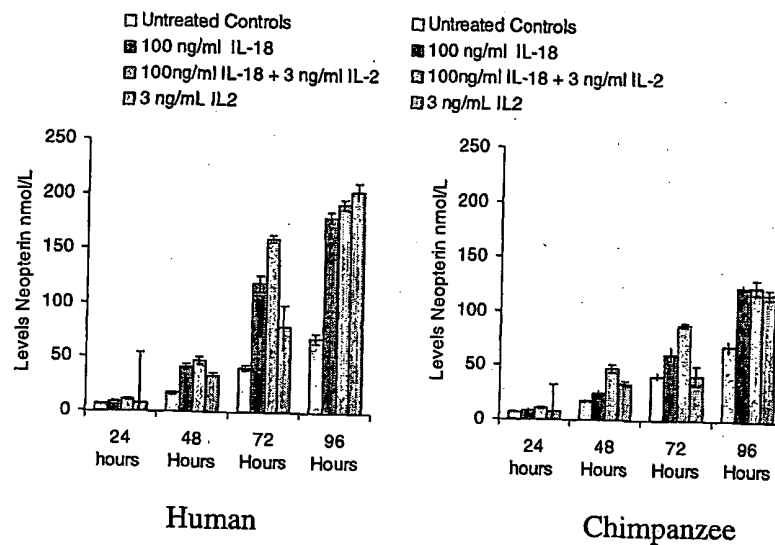 Untreated Controls
100 ng/ml IL-18
100ng/ml IL-18 + 3 ng/ml IL-2
3 ng/mL IL2
250
200
150
100
50
0
Levels Neopterin nmol/L
24 hours
48 Hours
72 Hours
96 Hours
Human
Untreated Controls
100 ng/ml IL-18
100ng/ml IL-18 + 3 ng/ml IL-2
3 ng/mL IL2
250
200
150
100
50
0
Levels Neopterin nmol/L
24 hours
48 Hours
72 Hours
96 Hours
Chimpanzee